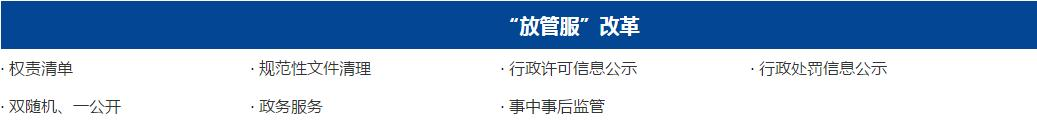 “放管服”改革
· 权责清单 · 规范性文件清理 · 行政许可信息公示 · 行政处罚信息公示
· 双随机、一公开 · 政务服务 · 事中事后监管